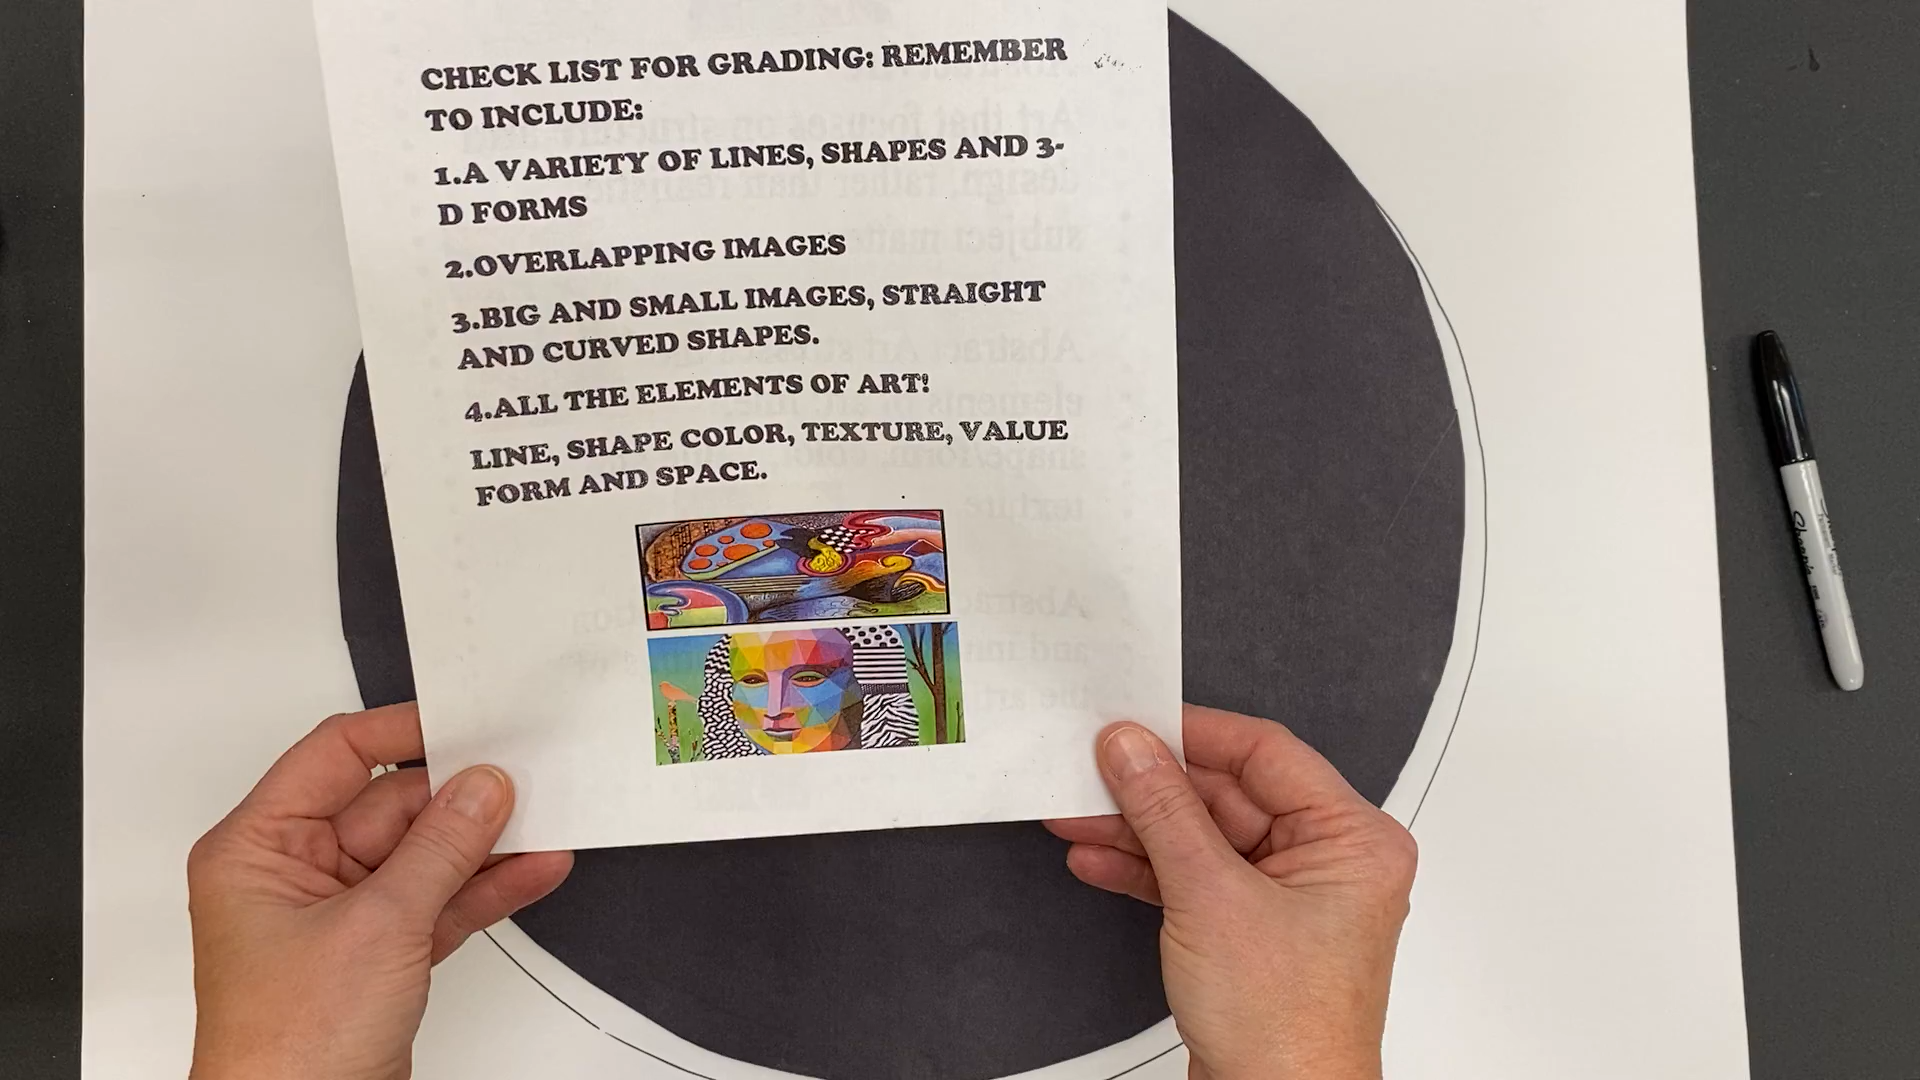 CHECK LIST FOR GRADING: REMEMBER
TO INCLUDE:
1.A VARIETY OF LINES, SHAPES AND 3-
D FORMS
2.OVERLAPPING IMAGES
3.BIG AND SMALL IMAGES, STRAIGHT
AND CURVED SHAPES.
4.ALL THE ELEMENTS OF ART!
LINE, SHAPE COLOR, TEXTURE, VALUE
FORM AND SPACE.
Sharpie